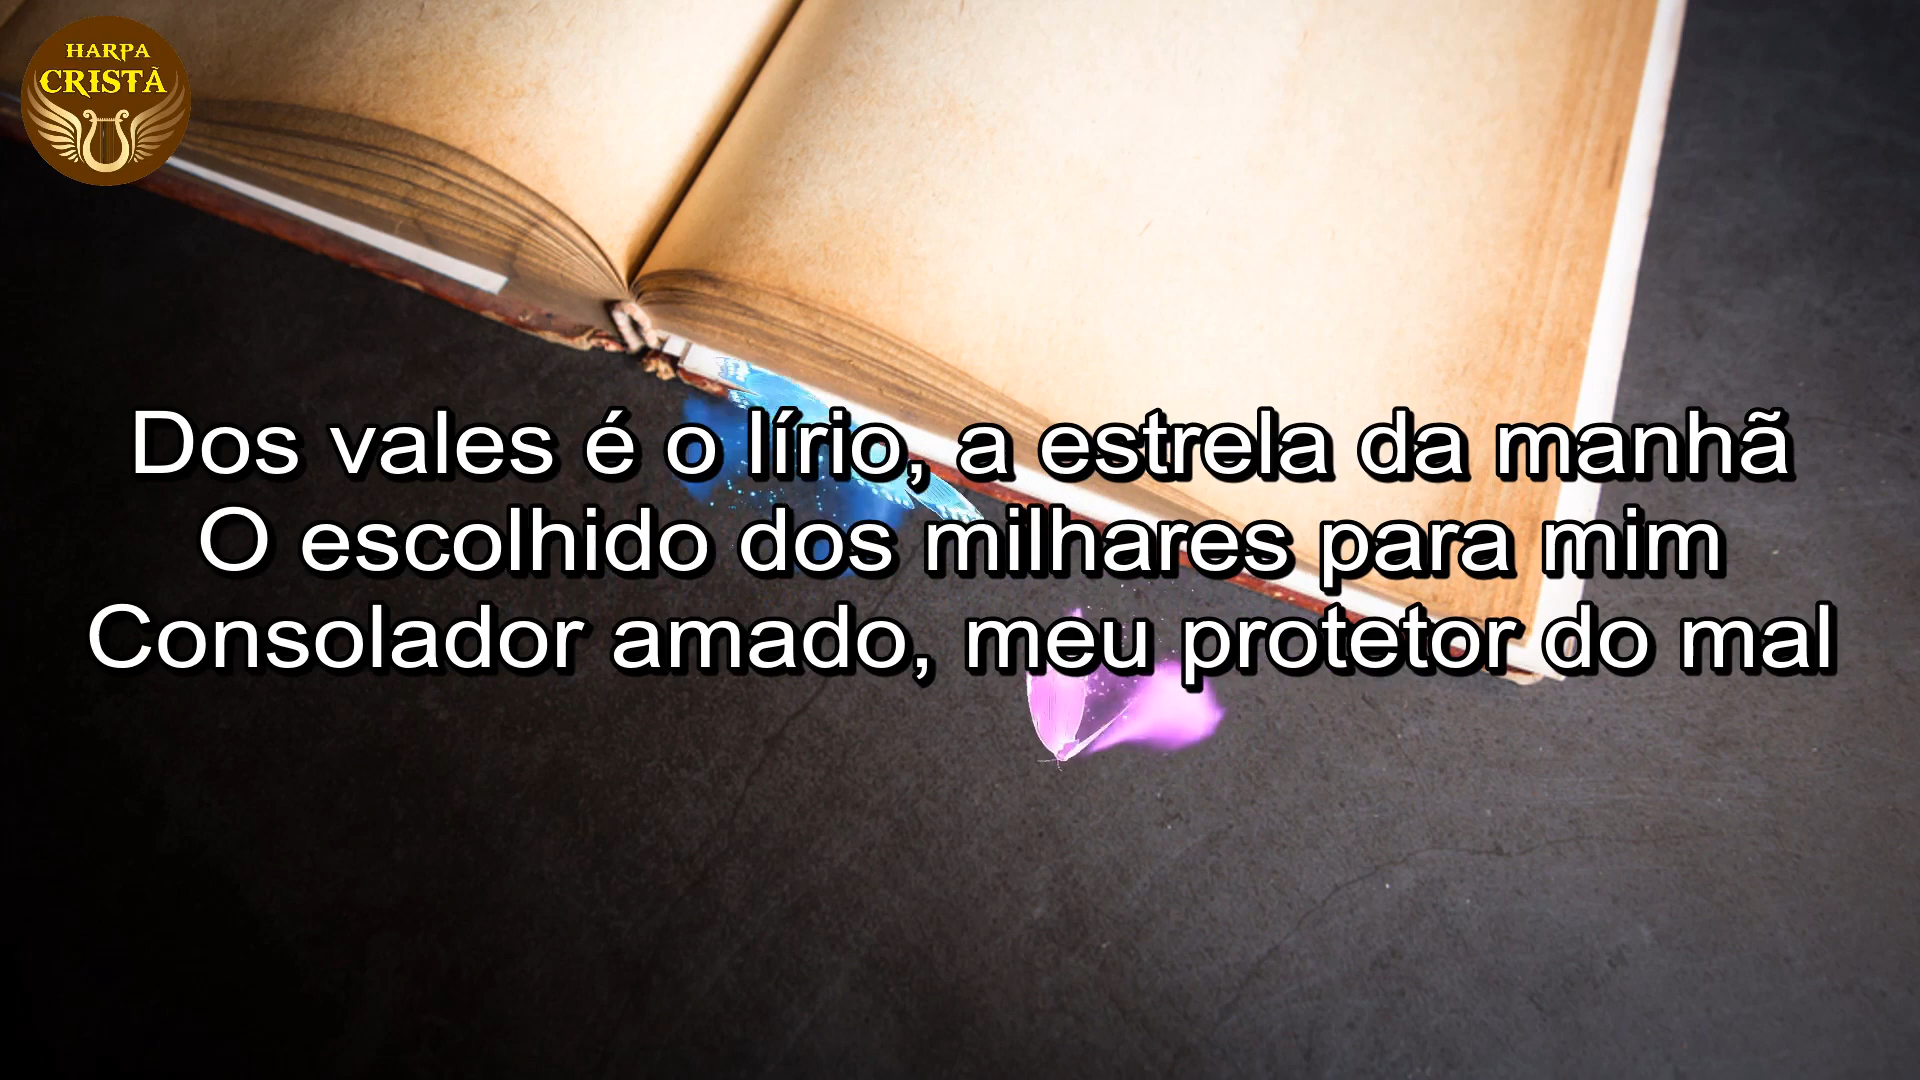 HARPA
CRISTÃ
Dos vales é o lírio, a estrela da manhã
O escolhido dos milhares para mim
Consolador amado, meu protetor do mal